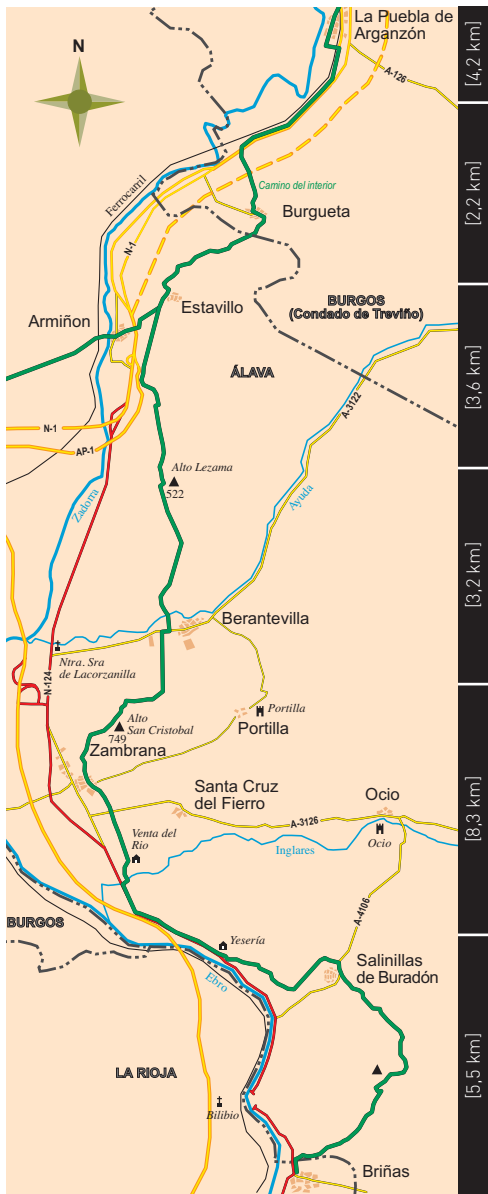 La Puebla de
Arganzón
N
A-126
Ferrocarril
Camino del interior
Burgueta
N-1
Estavillo
BURGOS
(Condado de Treviño)
Armiñon
ÁLAVA
A-3122
N-1
AP-1
Alto Lezama
522
Zadorra
Ayuda
Berantevilla
Ntra. Sra
de Lacorzanilla
N-124
Alto
San Cristobal
749
Portilla
Portilla
Zambrana
Santa Cruz
del Fierro
Ocio
A-3126
Ocio
Venta del
Rio
Inglares
A-4106
BURGOS
Yesería
Salinillas
de Buradón
Ebro
LA RIOJA
Bilibio
Briñas
[4,2 km]
[2,2 km]
[3,6 km]
[3,2 km]
[8,3 km]
[5,5 km]